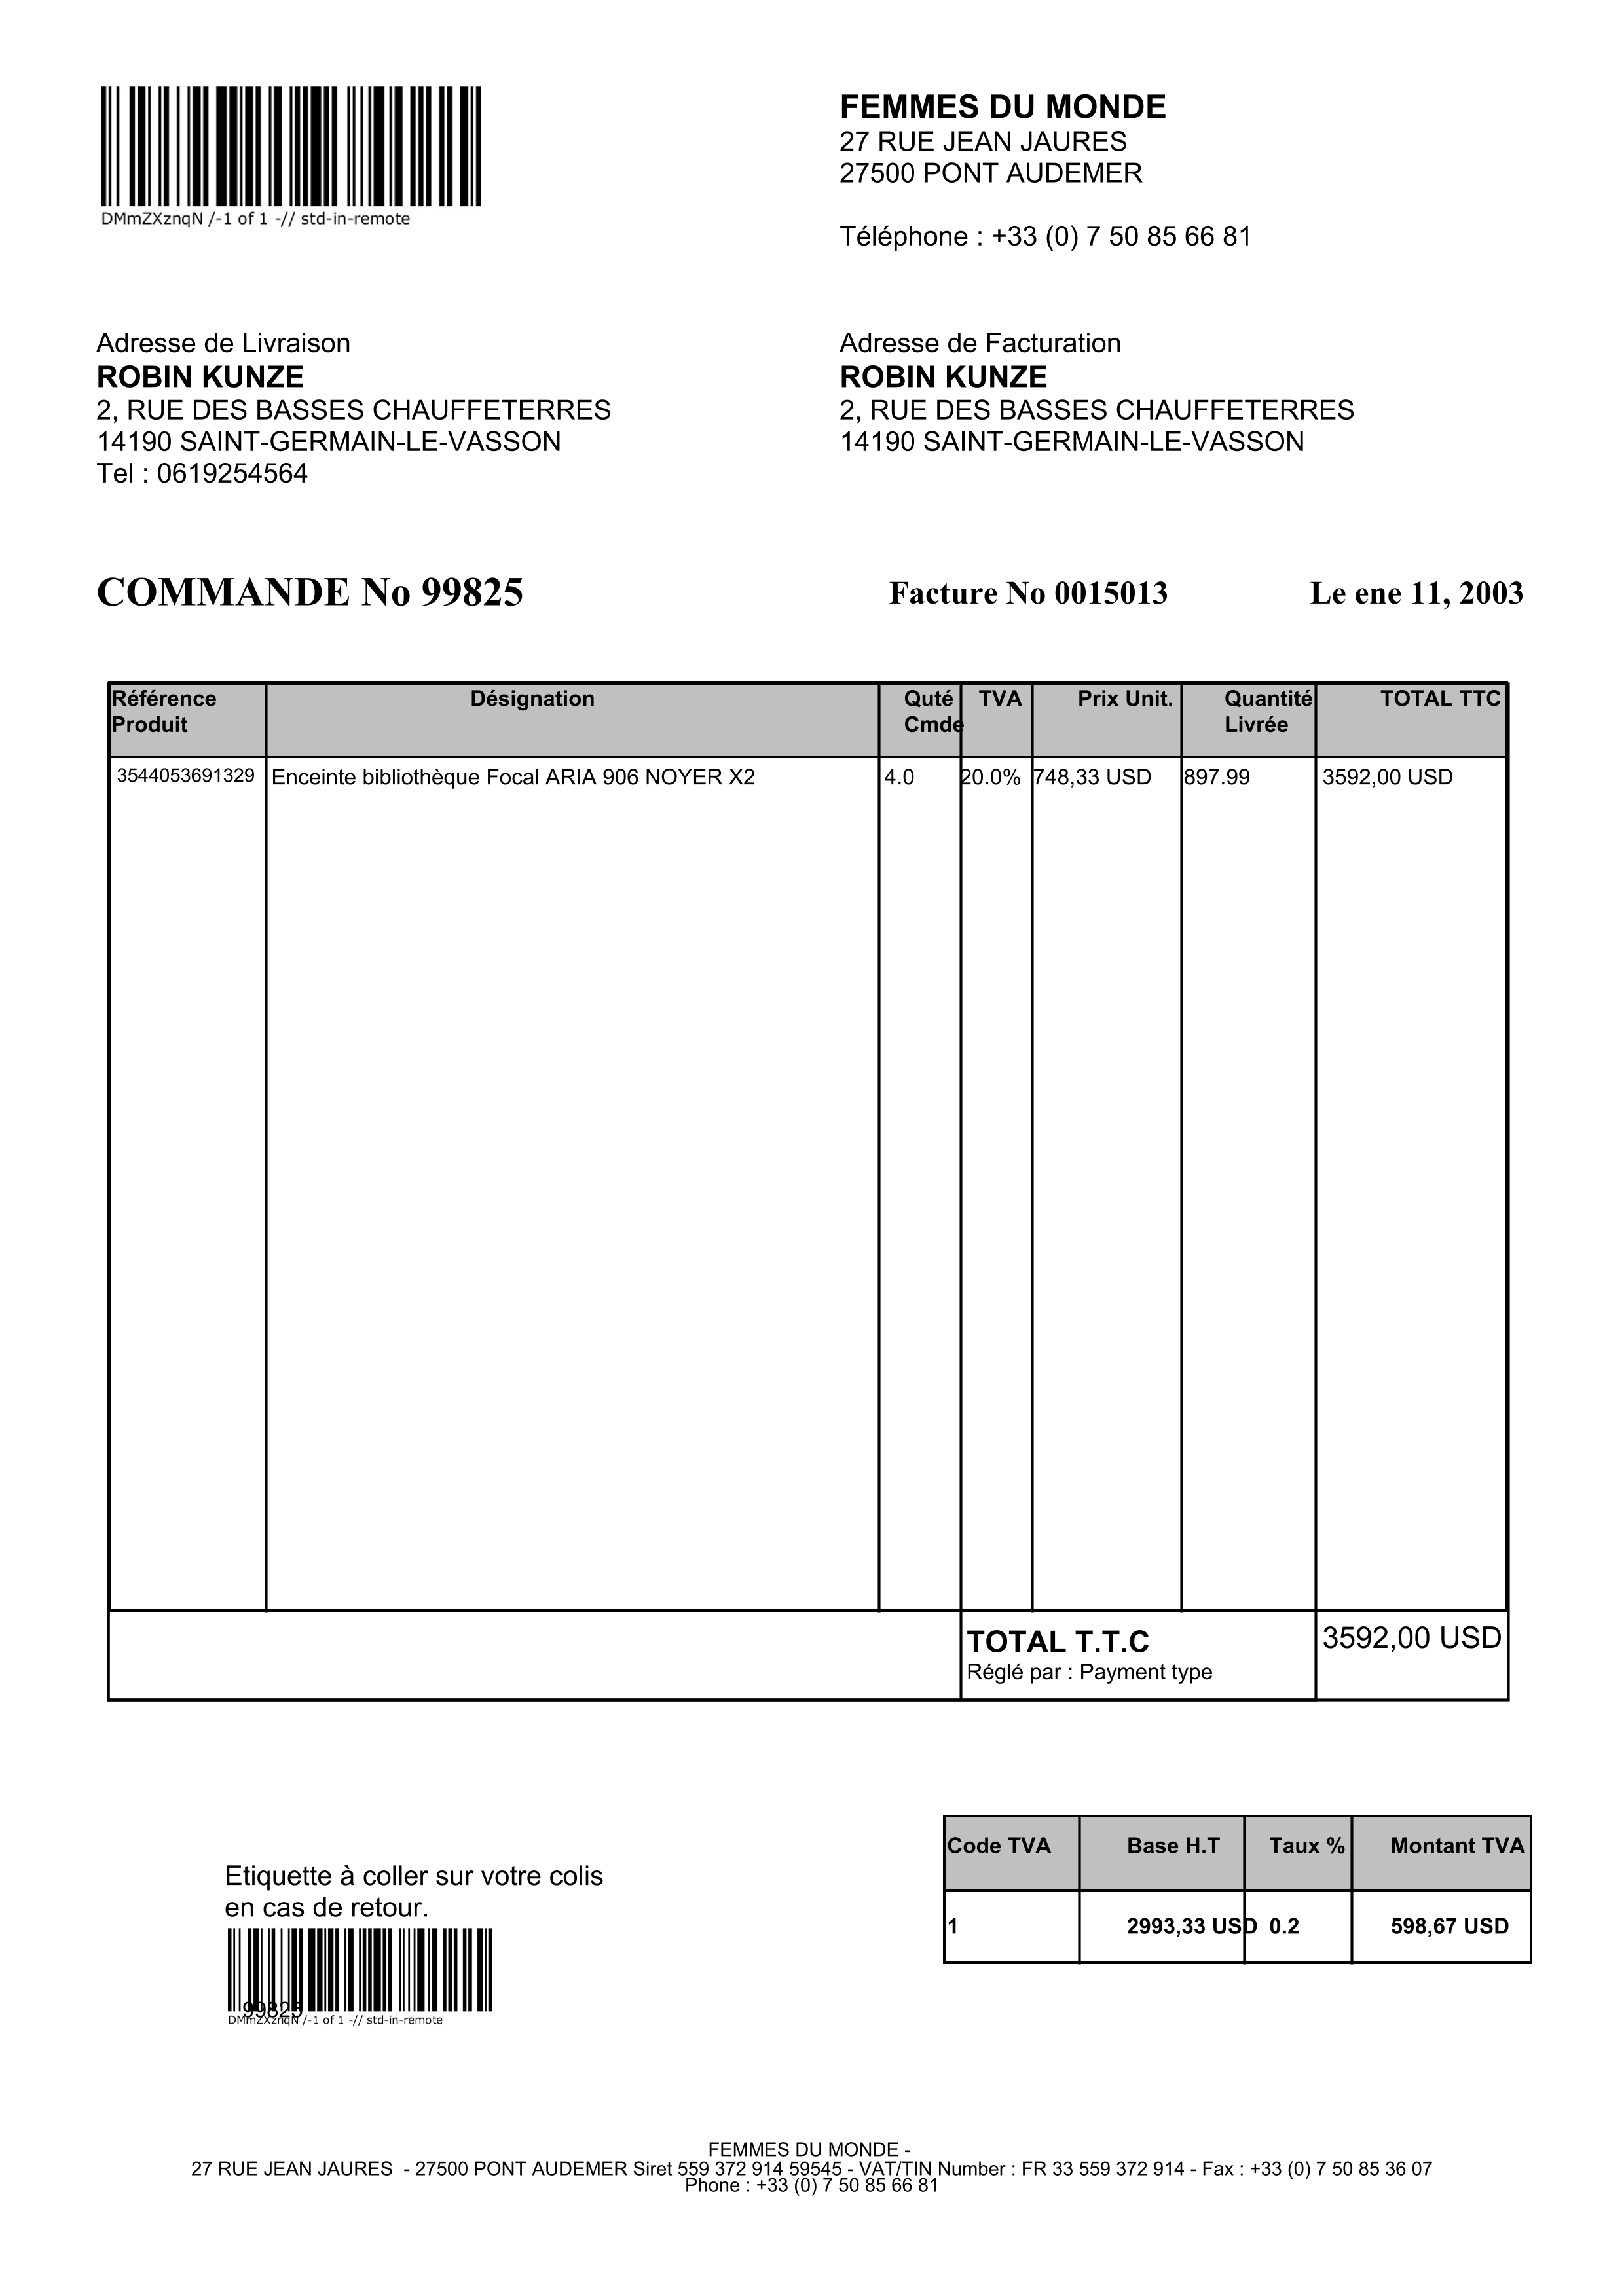 DMmZXznqN /-1 of 1 -// std-in-remote
FEMMES DU MONDE
27 RUE JEAN JAURES
27500 PONT AUDEMER
Téléphone : +33 (0) 7 50 85 66 81
Adresse de Livraison
ROBIN KUNZE
2, RUE DES BASSES CHAUFFETERRES
14190 SAINT-GERMAIN-LE-VASSON
Tel : 0619254564
Adresse de Facturation
ROBIN KUNZE
2, RUE DES BASSES CHAUFFETERRES
14190 SAINT-GERMAIN-LE-VASSON
COMMANDE No 99825 Facture No 0015013 Le ene 11, 2003
Référence Produit Désignation Quté Cmde TVA Prix Unit. Quantité Livrée TOTAL TTC
3544053691329 Enceinte bibliothèque Focal ARIA 906 NOYER X2 4.0 20.0% 748,33 USD 897.99 3592,00 USD
TOTAL T.T.C 3592,00 USD
Réglé par : Payment type
Code TVA Base H.T Taux % Montant TVA
1 2993,33 USD 0.2 598,67 USD
Etiquette à coller sur votre colis
en cas de retour.
99825
DMmZXznqN /-1 of 1 -// std-in-remote
FEMMES DU MONDE -
27 RUE JEAN JAURES - 27500 PONT AUDEMER Siret 559 372 914 59545 - VAT/TIN Number : FR 33 559 372 914 - Fax : +33 (0) 7 50 85 36 07
Phone : +33 (0) 7 50 85 66 81